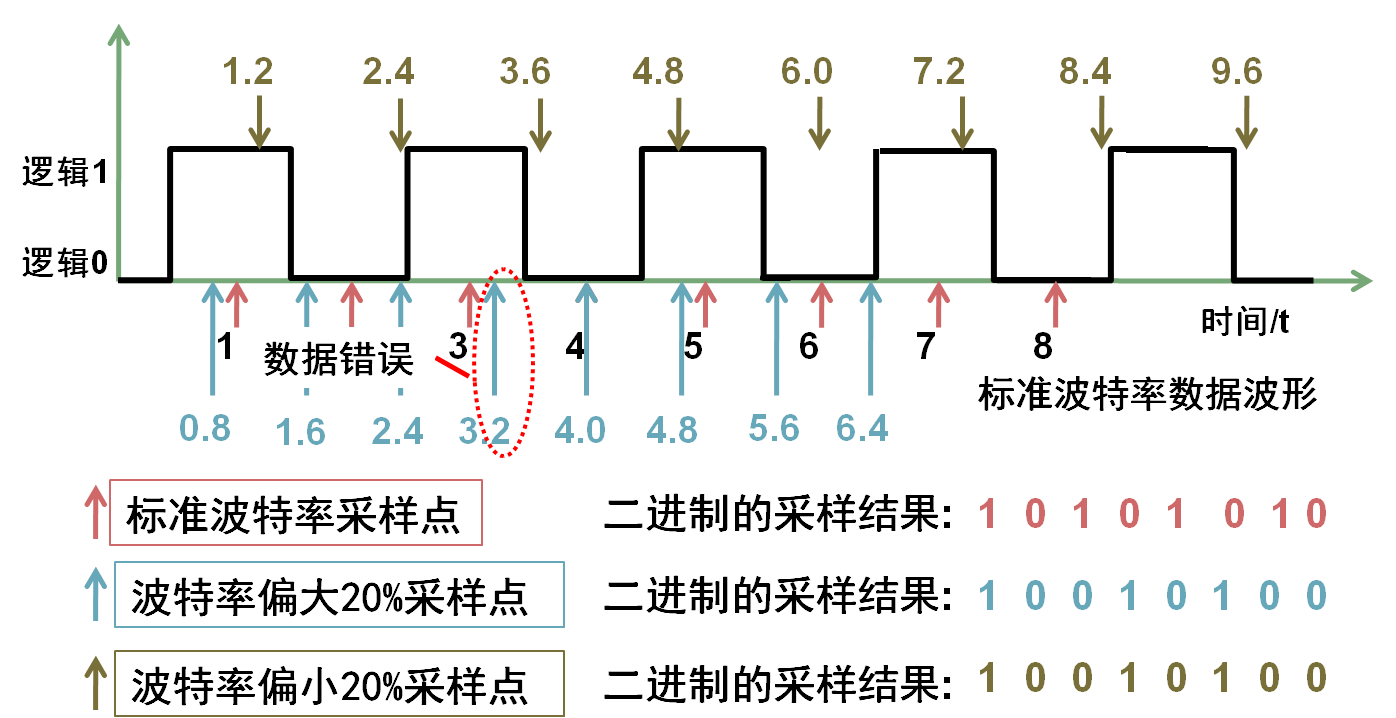 1.2 2.4 3.6 4.8 6.0 7.2 8.4 9.6
逻辑1
逻辑0
时间/t
1 3 4 5 6 7 8
数据错误
标准波特率数据波形
0.8 1.6 2.4 3.2 4.0 4.8 5.6 6.4
标准波特率采样点 二进制的采样结果: 1 0 1 0 1 0 1 0
波特率偏大20%采样点 二进制的采样结果: 1 0 0 1 0 1 0 0
波特率偏小20%采样点 二进制的采样结果: 1 0 0 1 0 1 0 0